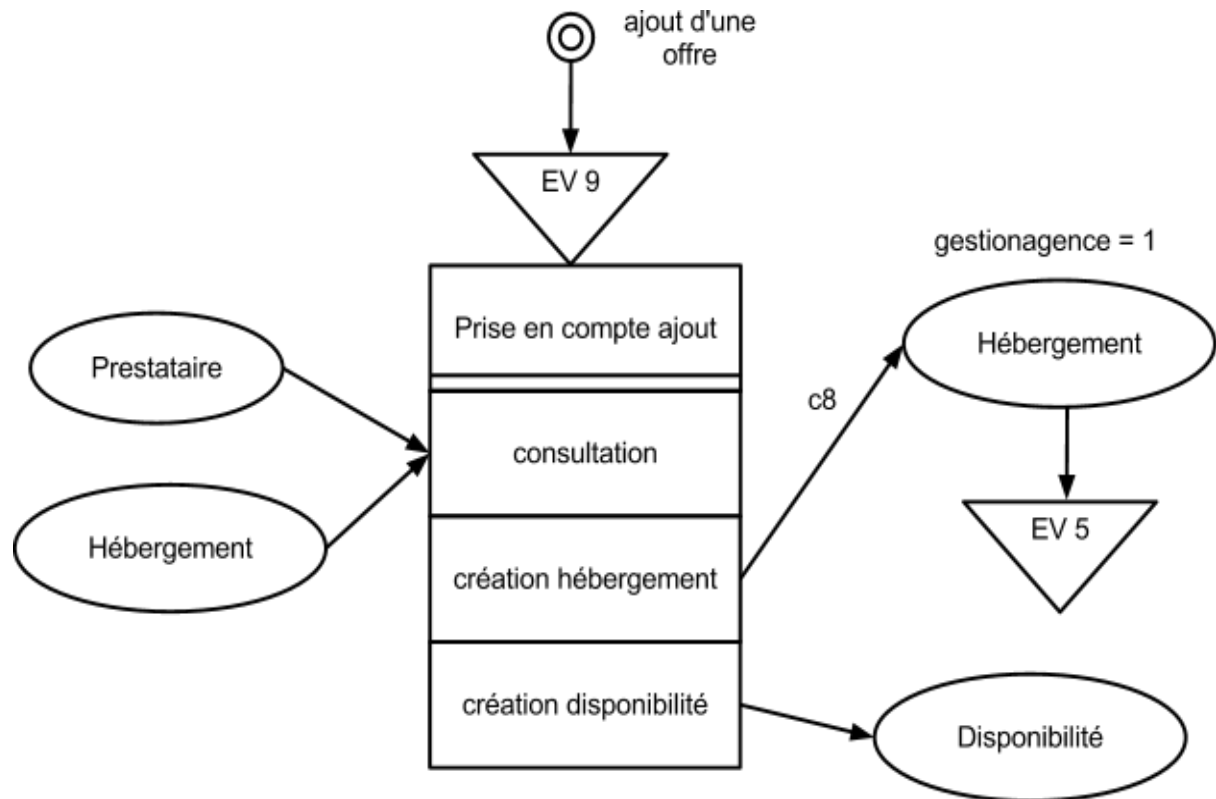 ajout d'une
offre
EV 9
gestionagence = 1
Prise en compte ajout
Hébergement
Prestataire
c8
consultation
EV 5
Hébergement
création hébergement
création disponibilité
Disponibilité